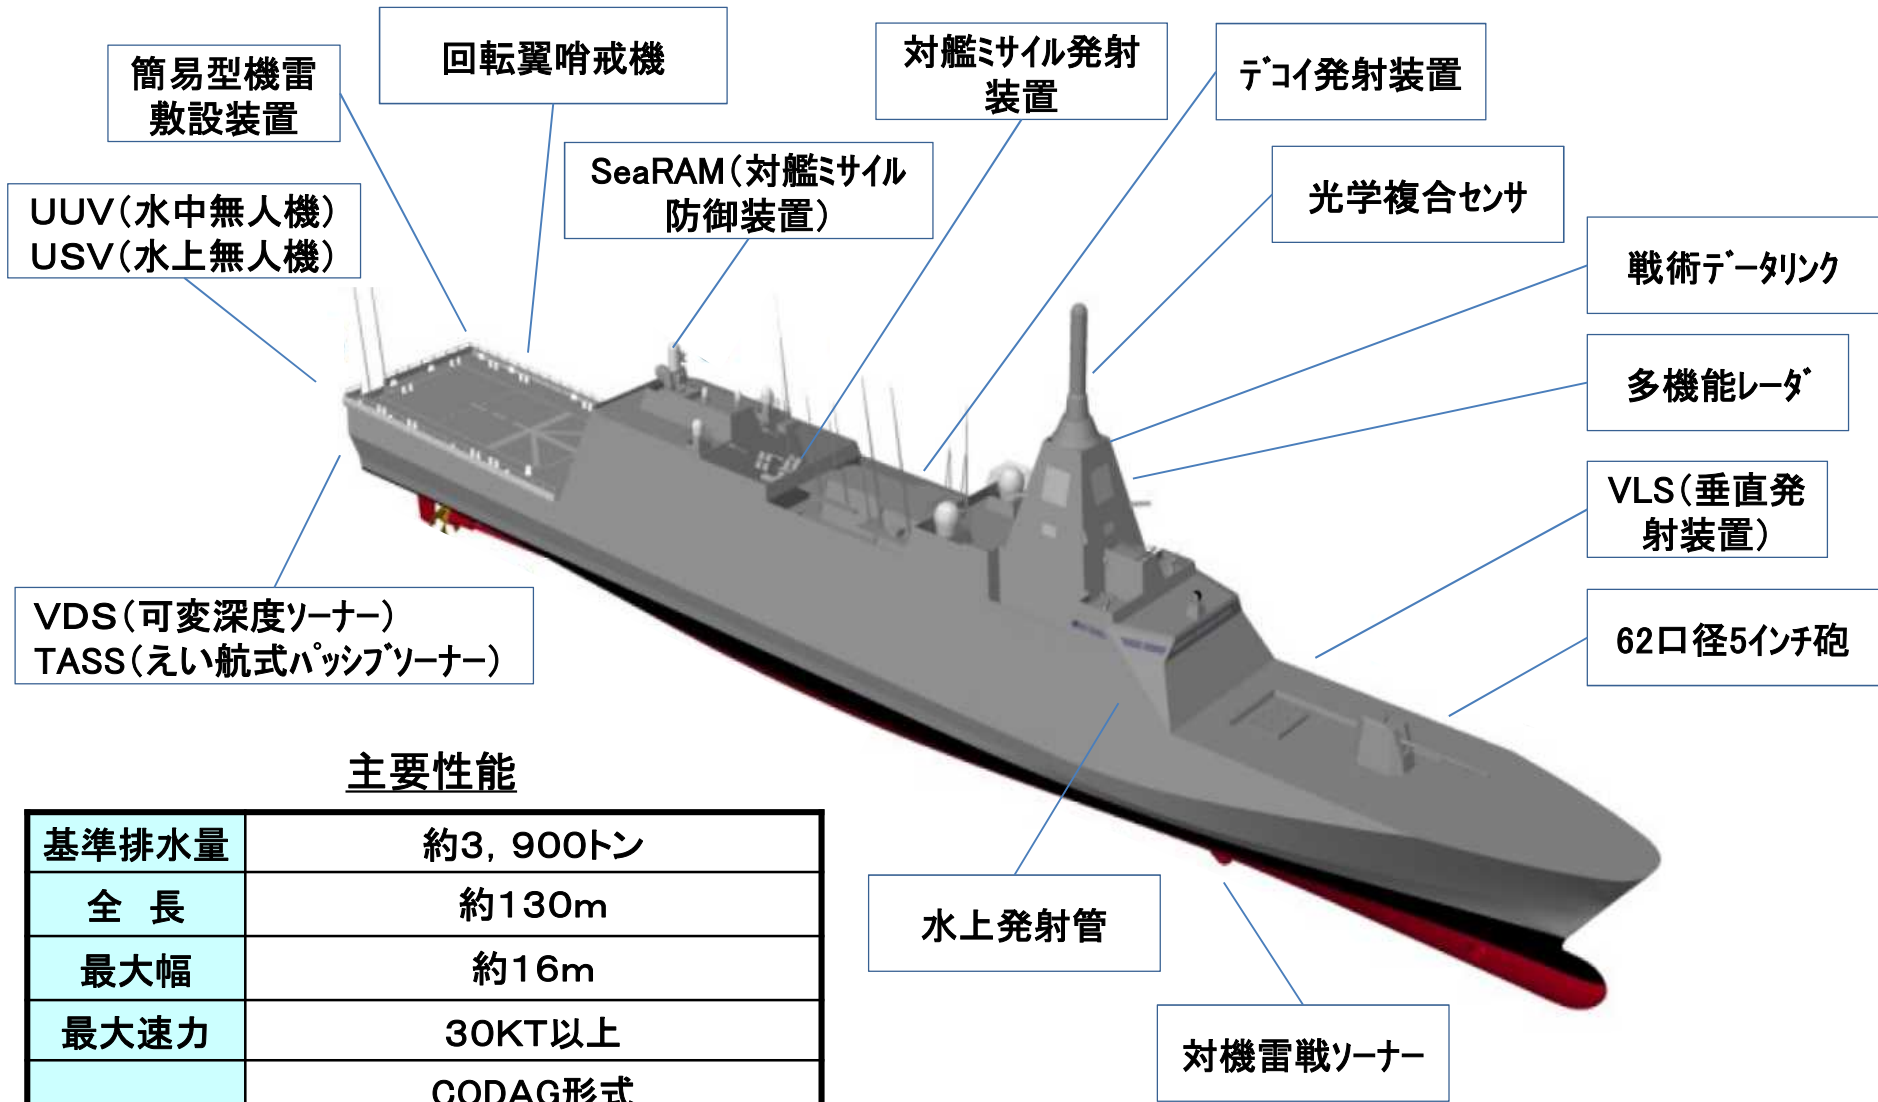 簡易型機雷
敷設装置
回転翼哨戒機
対艦ミサイル発射
装置
デコイ発射装置
SeaRAM(対艦ミサイル
防御装置)
光学複合センサ
UUV(水中無人機)
USV(水上無人機)
戦術データリンク
多機能レーダ
VLS(垂直発
射装置)
62口径5インチ砲
VDS(可変深度ソーナー)
TASS(えい航式パッシブソーナー)
水上発射管
対機雷戦ソーナー
主要性能
基準排水量 約3,900トン
全 長 約130m
最大幅 約16m
最大速力 30KT以上
CODAG形式